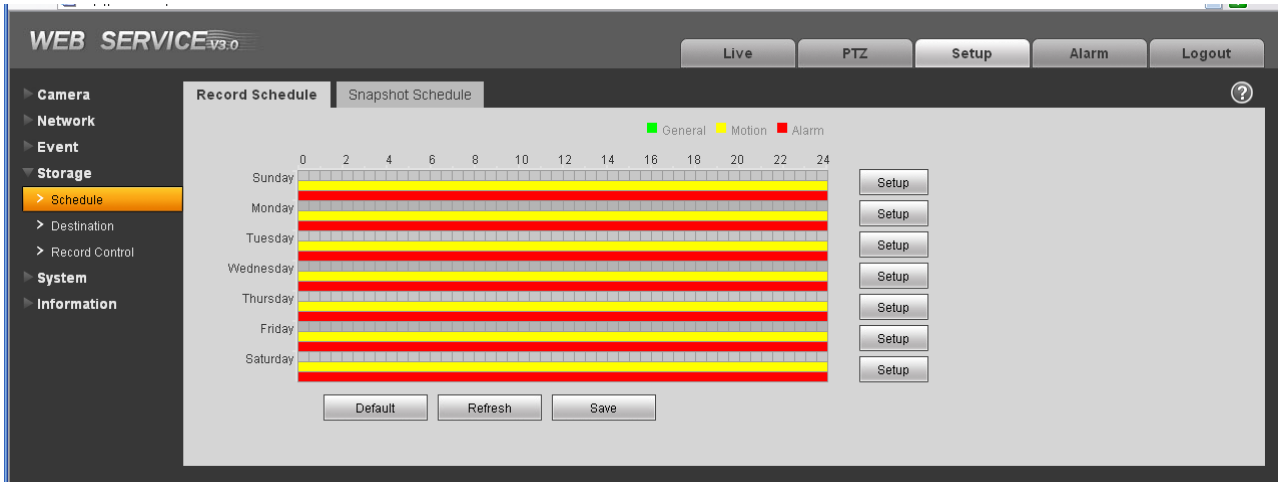 WEB SERVICE V3.0
Live PTZ Setup Alarm Logout
Camera
Network
Event
Storage
Schedule
Destination
Record Control
System
Information
Record Schedule Snapshot Schedule ?
General Motion Alarm
0 2 4 6 8 10 12 14 16 18 20 22 24
Sunday Setup
Monday Setup
Tuesday Setup
Wednesday Setup
Thursday Setup
Friday Setup
Saturday Setup
Default Refresh Save